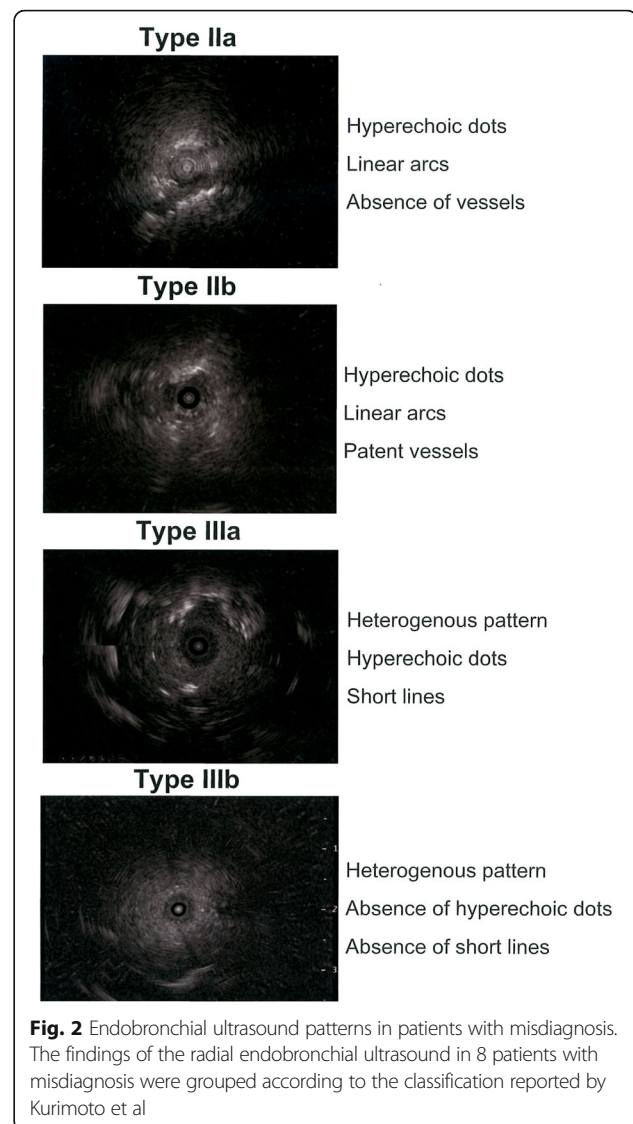 Type IIa
Hyperechoic dots
Linear arcs
Absence of vessels
Type IIb
Hyperechoic dots
Linear arcs
Patent vessels
Type IIIa
Heterogenous pattern
Hyperechoic dots
Short lines
Type IIIb
1
Heterogenous pattern
2
Absence of hyperechoic dots
Absence of short lines
3
Fig. 2 Endobronchial ultrasound patterns in patients with misdiagnosis.
The findings of the radial endobronchial ultrasound in 8 patients with
misdiagnosis were grouped according to the classification reported by
Kurimoto et al